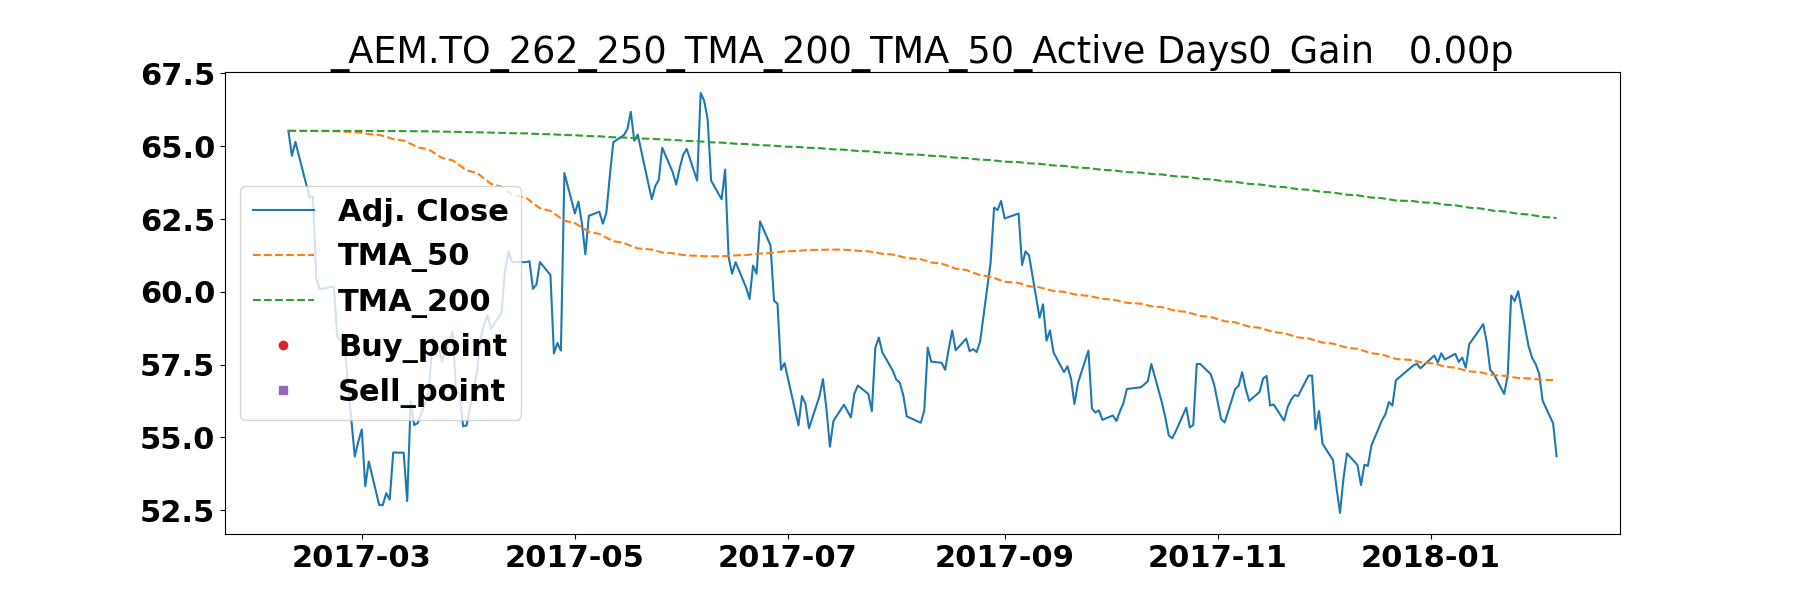 _AEM.TO_262_250_TMA_200_TMA_50_Active Days0_Gain   0.00p
67.5
65.0
62.5
60.0
57.5
55.0
52.5
Adj. Close
TMA_50
TMA_200
Buy_point
Sell_point
2017-03 2017-05 2017-07 2017-09 2017-11 2018-01